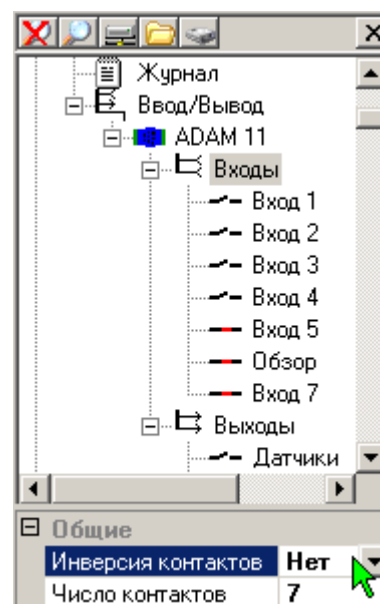 Журнал
Ввод/Вывод
ADAM 11
Входы
Вход 1
Вход 2
Вход 3
Вход 4
Вход 5
Обзор
Вход 7
Выходы
Датчики
Общие
Инверсия контактов Нет
Число контактов 7